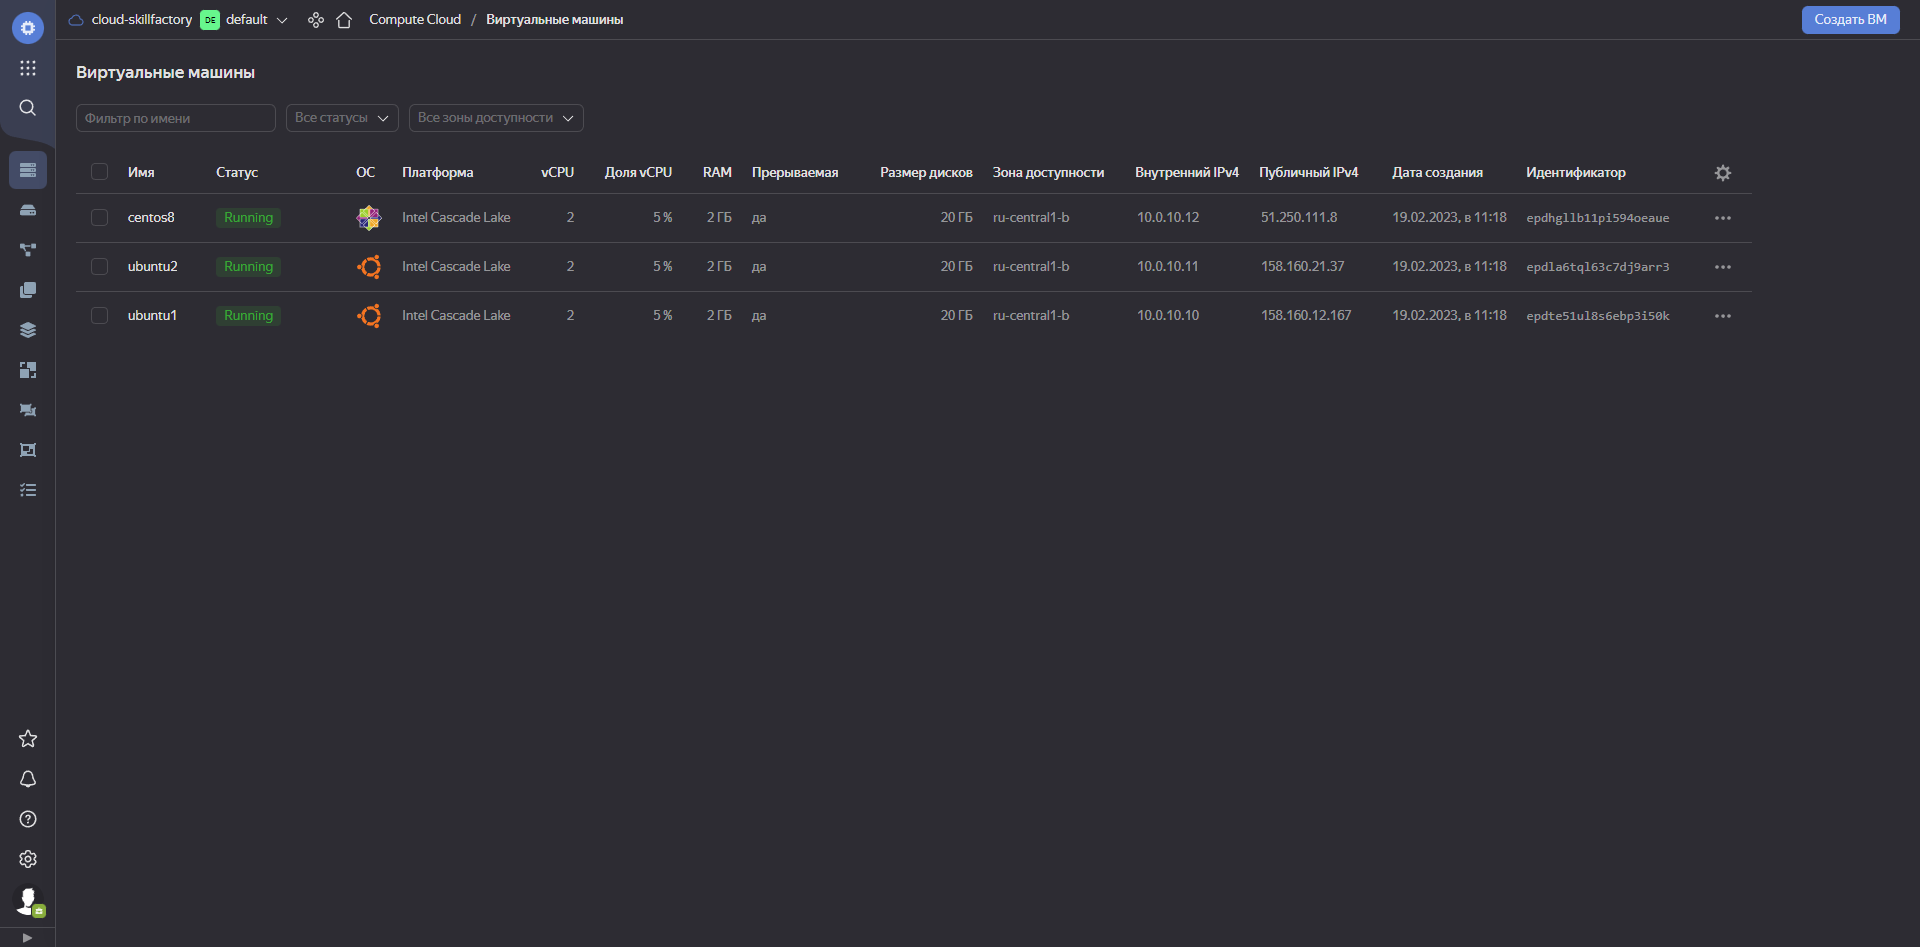 cloud-skillfactory DE default Compute Cloud / Виртуальные машины Создать ВМ
Виртуальные машины
Фильтр по имени Все статусы Все зоны доступности
Имя Статус ОС Платформа vCPU Доля vCPU RAM Прерываемая Размер дисков Зона доступности Внутренний IPv4 Публичный IPv4 Дата создания Идентификатор
centos8 Running Intel Cascade Lake 2 5 % 2 ГБ да 20 ГБ ru-central1-b 10.0.10.12 51.250.111.8 19.02.2023, в 11:18 epdhgllb11pi594oeaue
ubuntu2 Running Intel Cascade Lake 2 5 % 2 ГБ да 20 ГБ ru-central1-b 10.0.10.11 158.160.21.37 19.02.2023, в 11:18 epdla6tql63c7dj9arr3
ubuntu1 Running Intel Cascade Lake 2 5 % 2 ГБ да 20 ГБ ru-central1-b 10.0.10.10 158.160.12.167 19.02.2023, в 11:18 epdte51ul8s6ebp3i50k